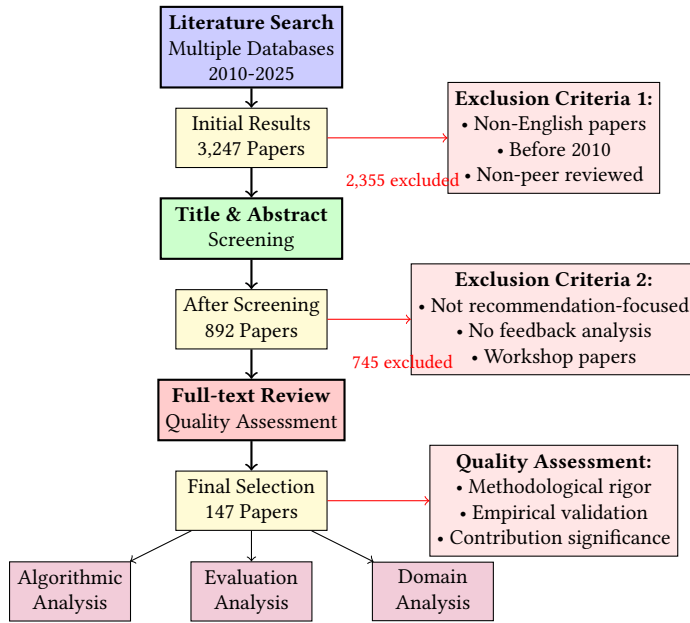 Literature Search
Multiple Databases
2010-2025
Initial Results
3,247 Papers
Exclusion Criteria 1:
• Non-English papers
• Before 2010
• Non-peer reviewed
2,355 excluded
Title & Abstract
Screening
After Screening
892 Papers
Exclusion Criteria 2:
• Not recommendation-focused
• No feedback analysis
• Workshop papers
745 excluded
Full-text Review
Quality Assessment
Final Selection
147 Papers
Quality Assessment:
• Methodological rigor
• Empirical validation
• Contribution significance
Algorithmic
Analysis
Evaluation
Analysis
Domain
Analysis